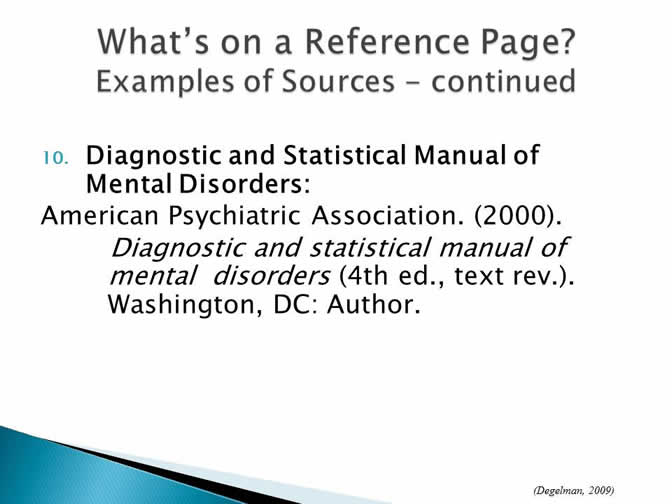 What's on a Reference Page?
Examples of Sources – continued
10. Diagnostic and Statistical Manual of
Mental Disorders:
American Psychiatric Association. (2000).
Diagnostic and statistical manual of
mental disorders (4th ed., text rev.).
Washington, DC: Author.
(Degelman, 2009)